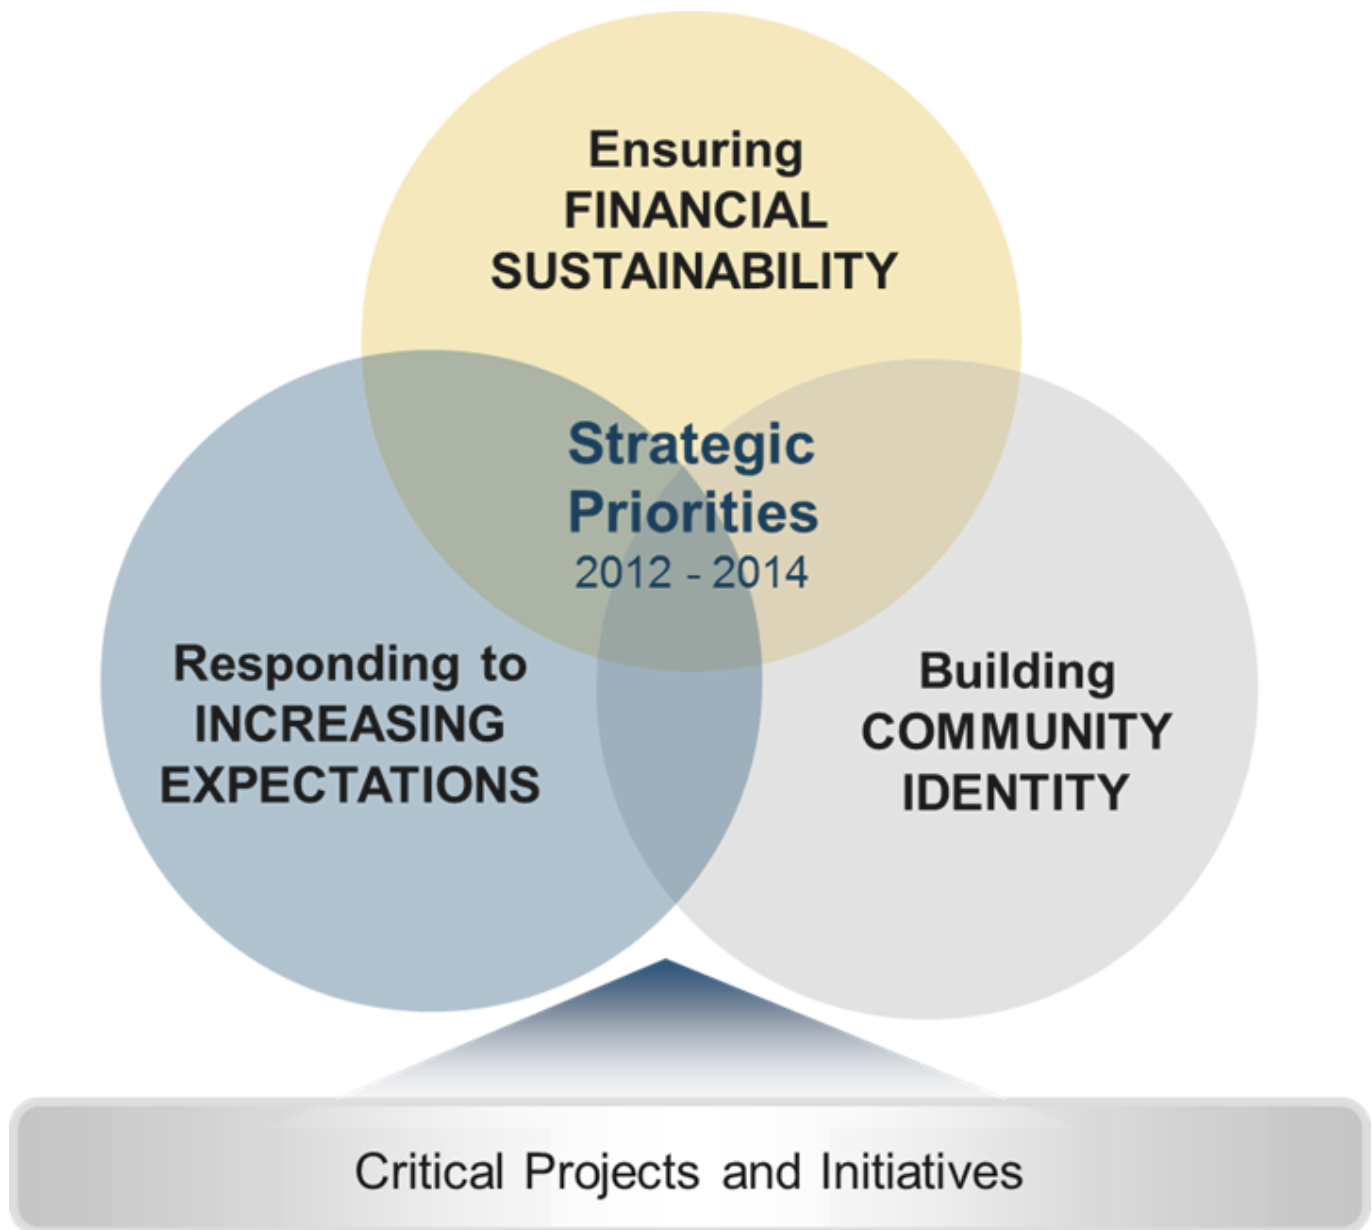 Ensuring
FINANCIAL
SUSTAINABILITY
Strategic
Priorities
2012 - 2014
Responding to
INCREASING
EXPECTATIONS
Building
COMMUNITY
IDENTITY
Critical Projects and Initiatives